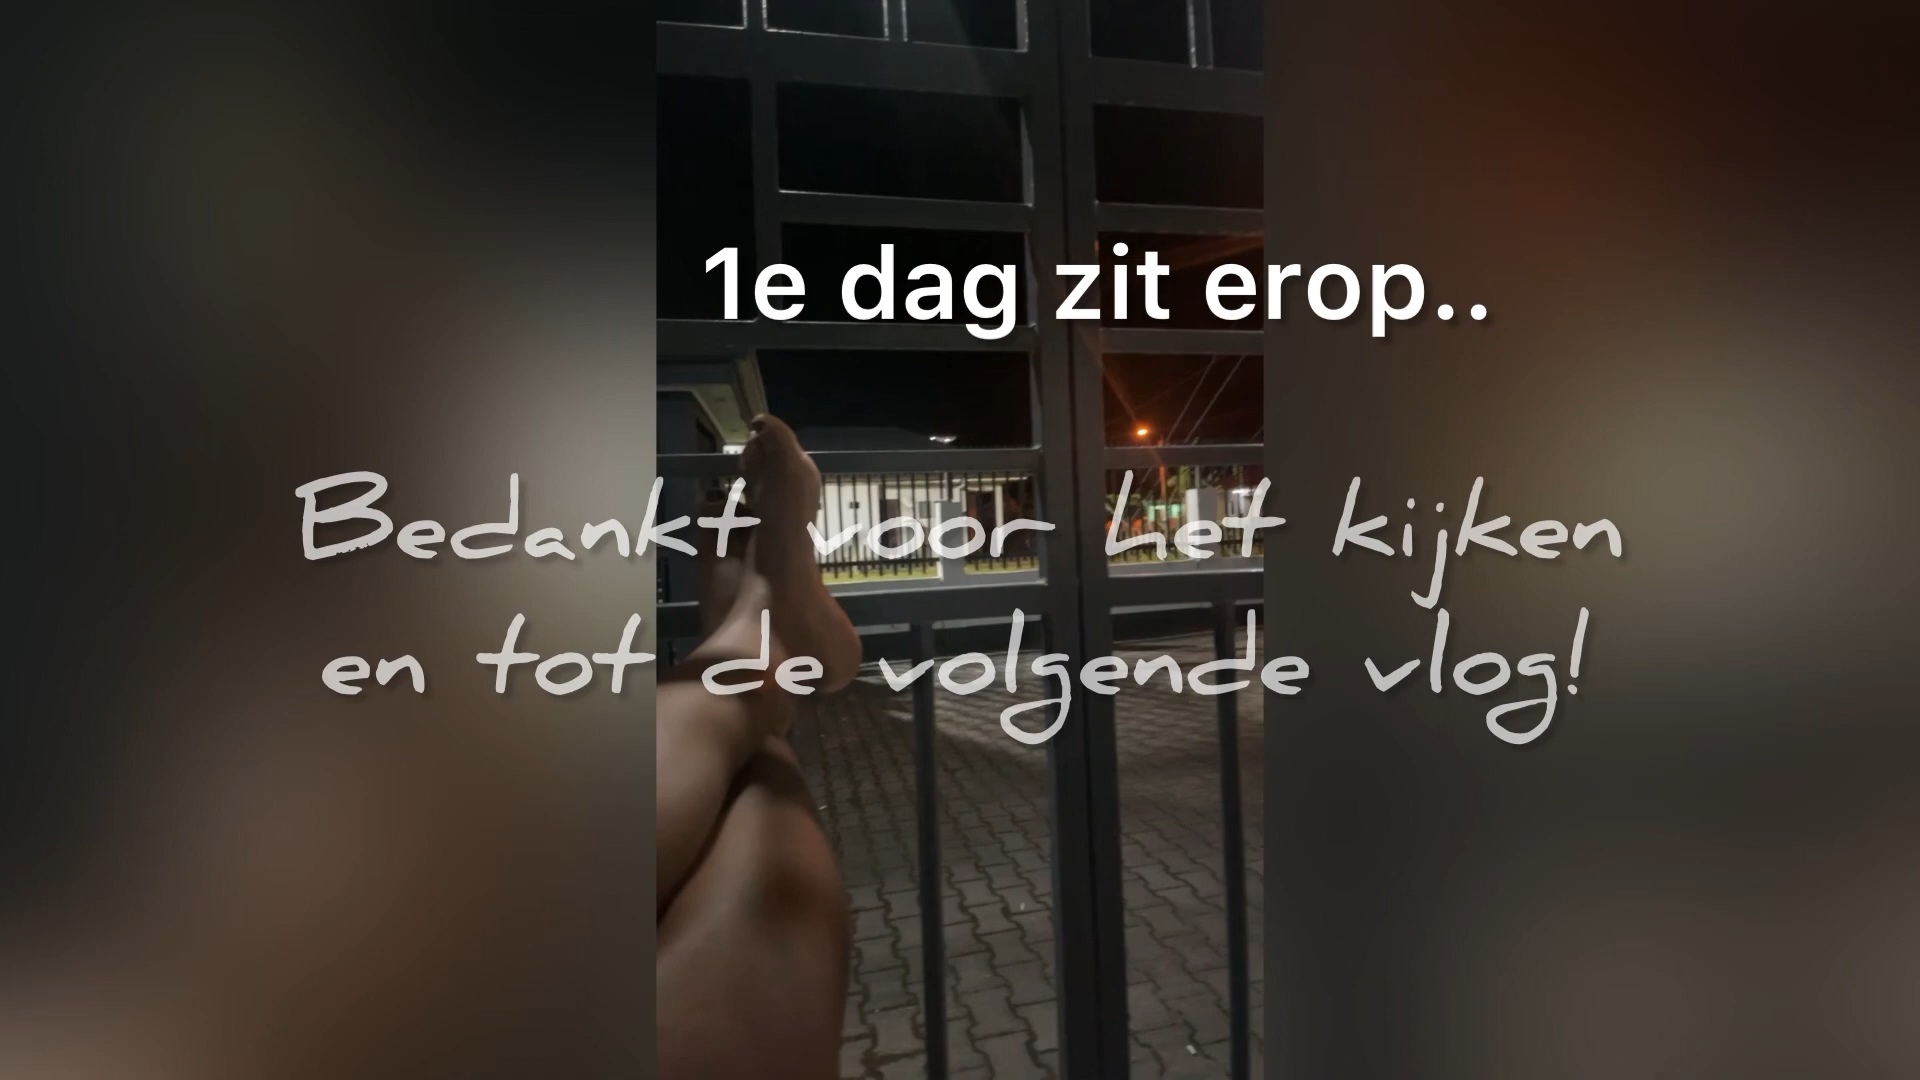 1e dag zit erop..
Bedankt voor het kijken
en tot de volgende vlog!